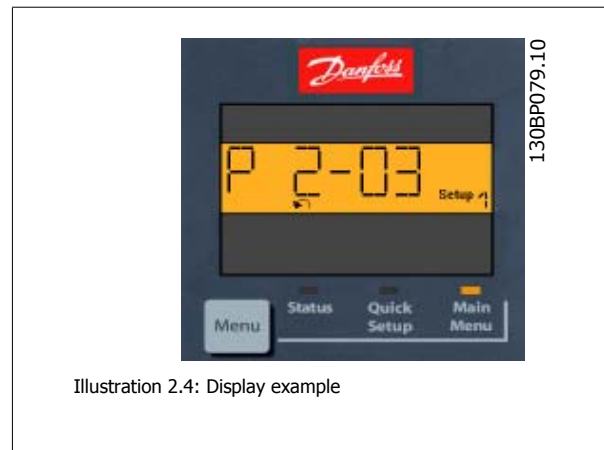 Danfoss
130BP079.10
P 2-03
Setup 1
Menu
Status
Quick Setup
Main Menu
Illustration 2.4: Display example